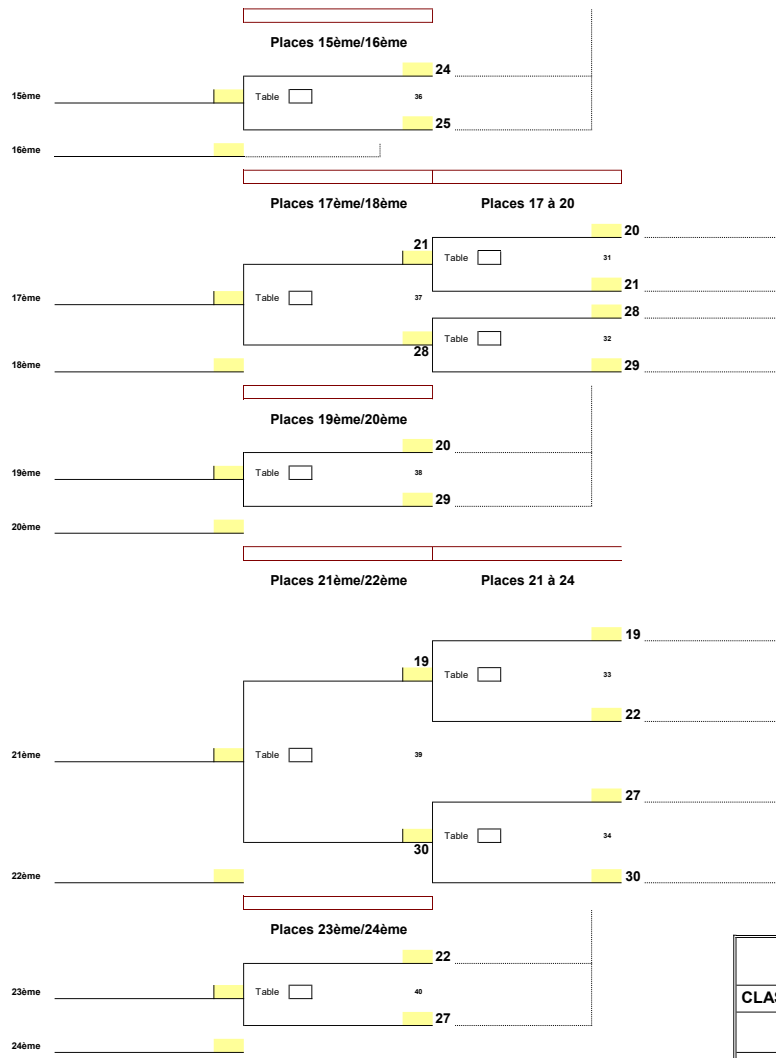 Places 15ème/16ème
24
15ème Table 36
25
16ème
Places 17ème/18ème Places 17 à 20
20
21 Table 31
21
17ème Table 37
28
Table 32
28
18ème 29
Places 19ème/20ème
20
19ème Table 38
29
20ème
Places 21ème/22ème Places 21 à 24
19
19
Table 33
22
21ème Table 39
27
Table 34
30
22ème 30
Places 23ème/24ème
22
23ème Table 40
CLAS
27
24ème